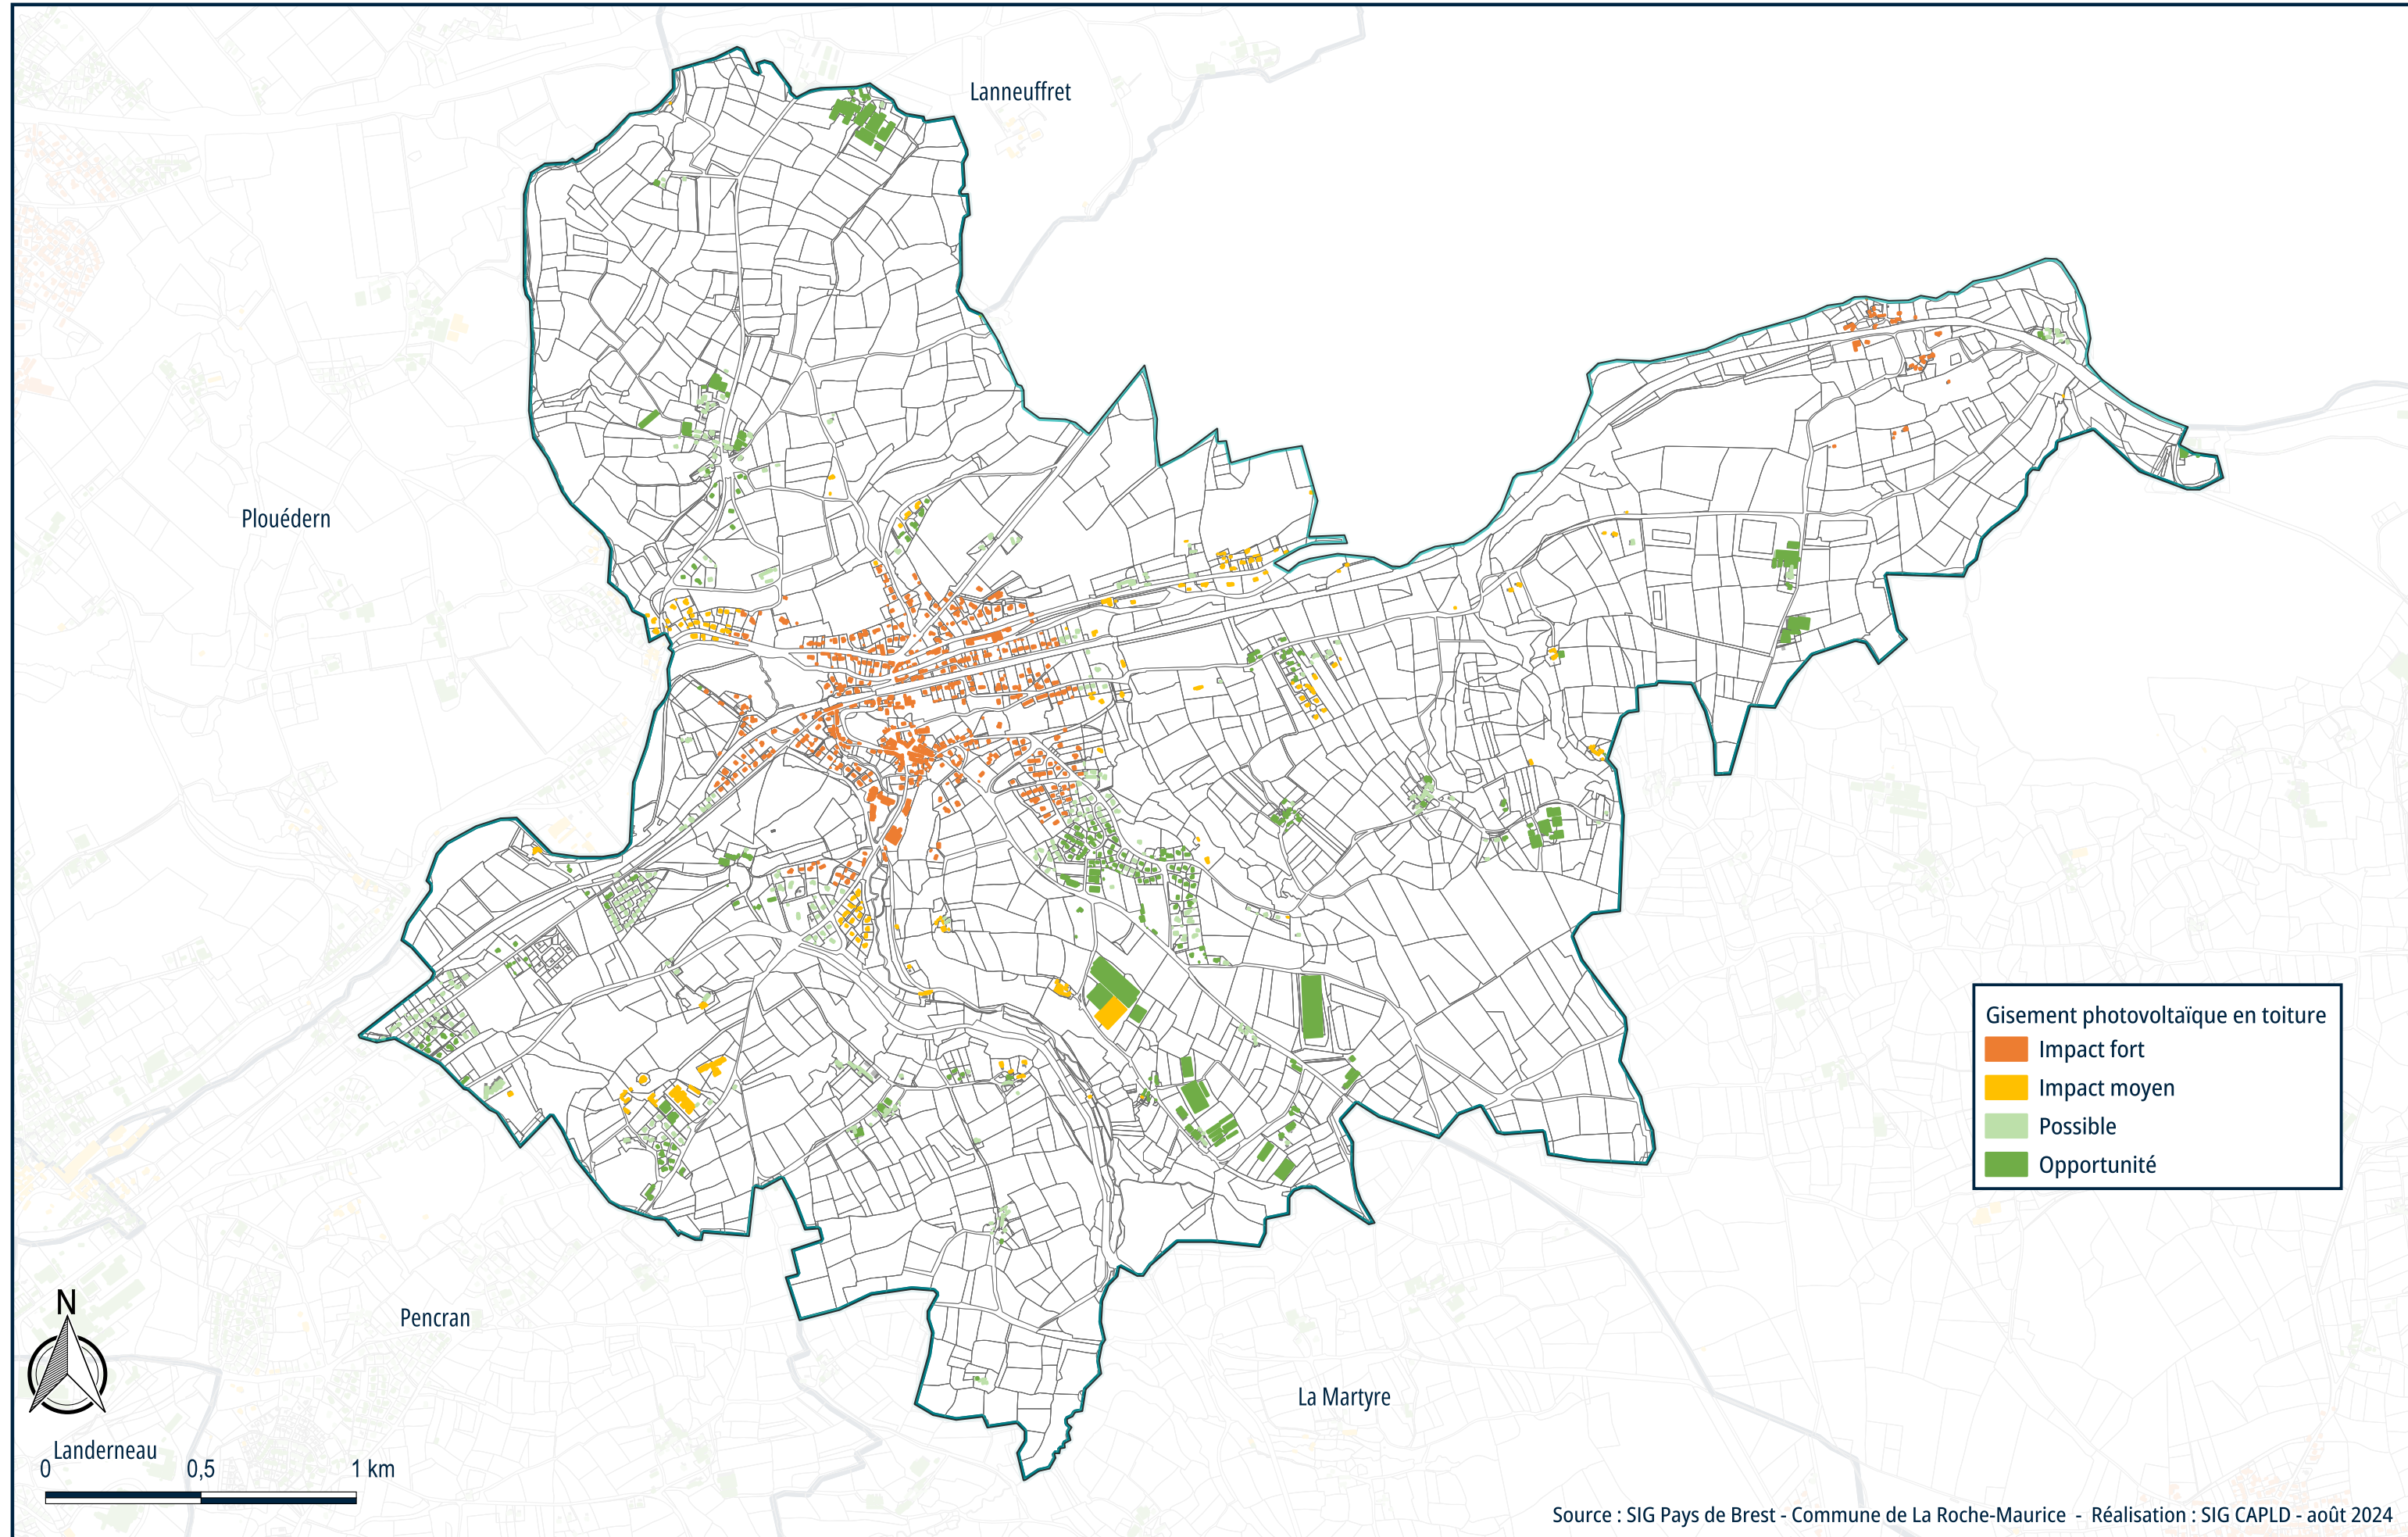 Lanneuffret
Plouédern
Gisement photovoltaïque en toiture
Impact fort
Impact moyen
Possible
Opportunité
N
Pencran
La Martyre
Landerneau
0 0,5 1 km
Source : SIG Pays de Brest - Commune de La Roche-Maurice - Réalisation : SIG CAPLD - août 2024